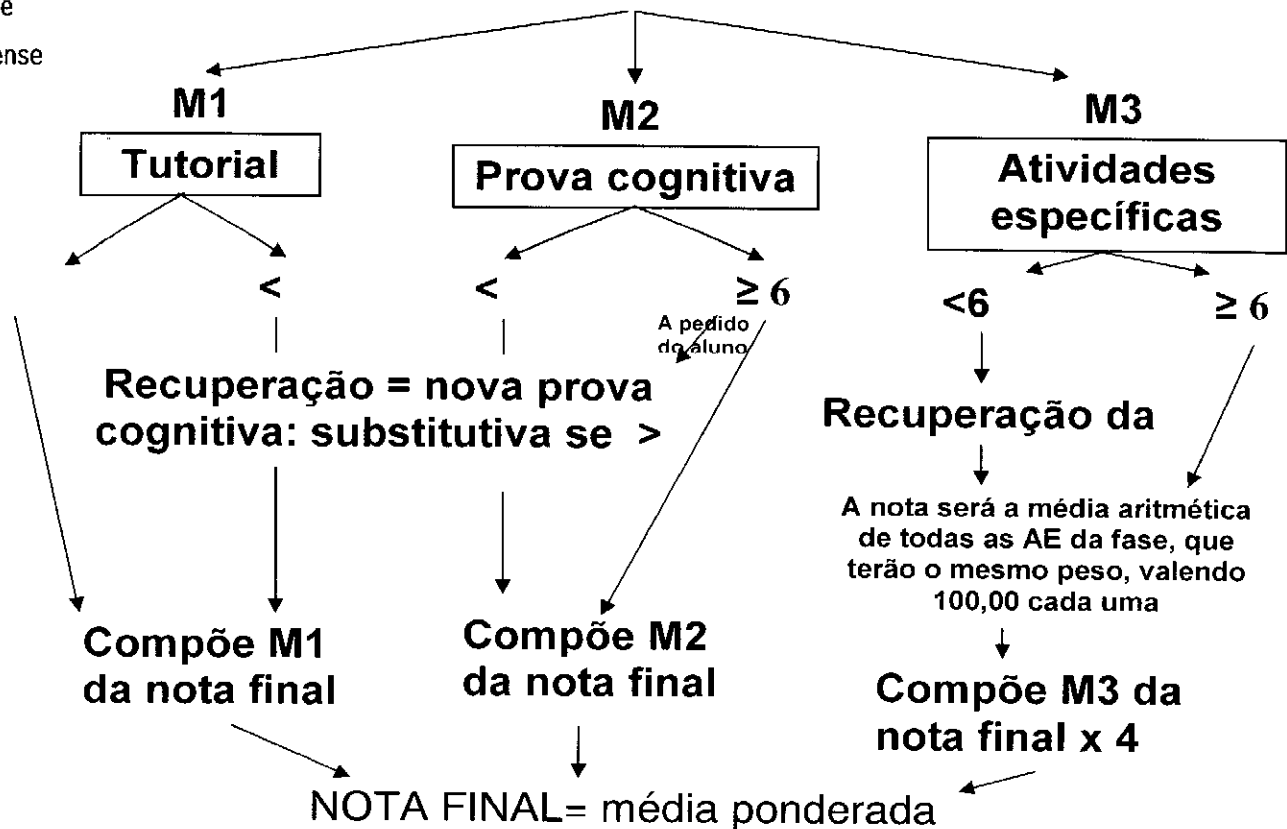 e
ense
M1
Tutorial
<
M2
Prova cognitiva
<
≥ 6
A pedido
do aluno
Recuperação = nova prova
cognitiva: substitutiva se >
Compõe M1
da nota final
Compõe M2
da nota final
M3
Atividades
específicas
<6
≥ 6
Recuperação da
A nota será a média aritmética
de todas as AE da fase, que
terão o mesmo peso, valendo
100,00 cada uma
Compõe M3 da
nota final x 4
NOTA FINAL= média ponderada